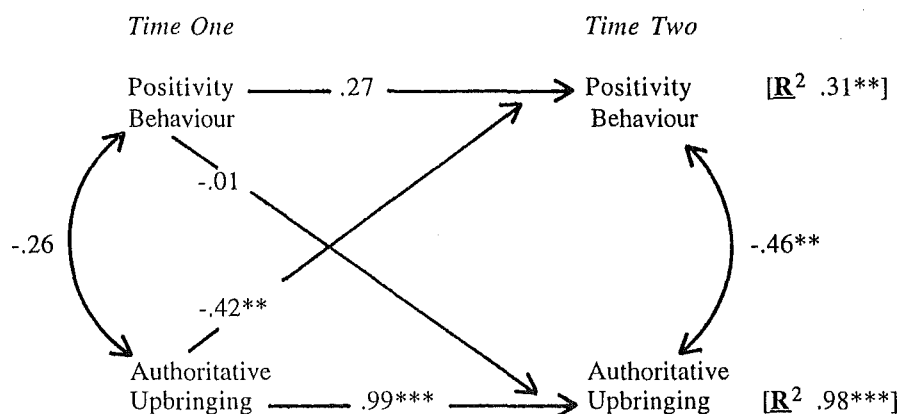 Time One Time Two
Positivity .27 Positivity [R² .31**]
Behaviour Behaviour
-.01
-.26 -.46**
-.42**
Authoritative Authoritative
Upbringing .99*** Upbringing [R² .98***]